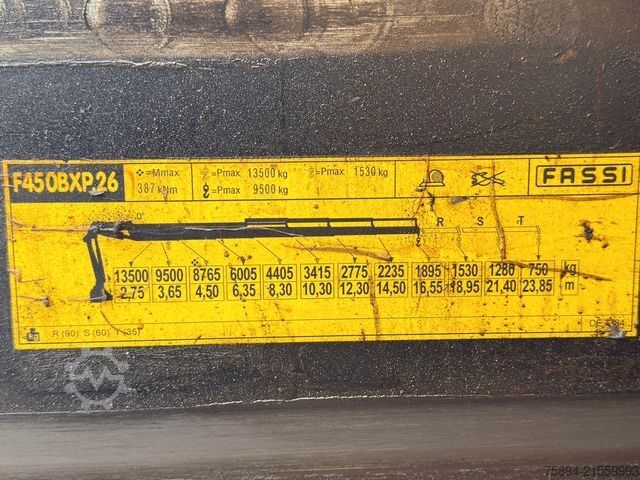 F450BXP.26
=Mmax
387 kNm
=Pmax 13500 kg
=Pmax 9500 kg
=Pmax 1530 kg
FASSI
R S T
13500 9500 8765 6005 4405 3415 2775 2235 1895 1530 1280 750 kg
2,75 3,65 4,50 6,35 8,30 10,30 12,30 14,50 16,55 18,95 21,40 23,85 m
kg R (90) S (60) T (35)
75894-21559993